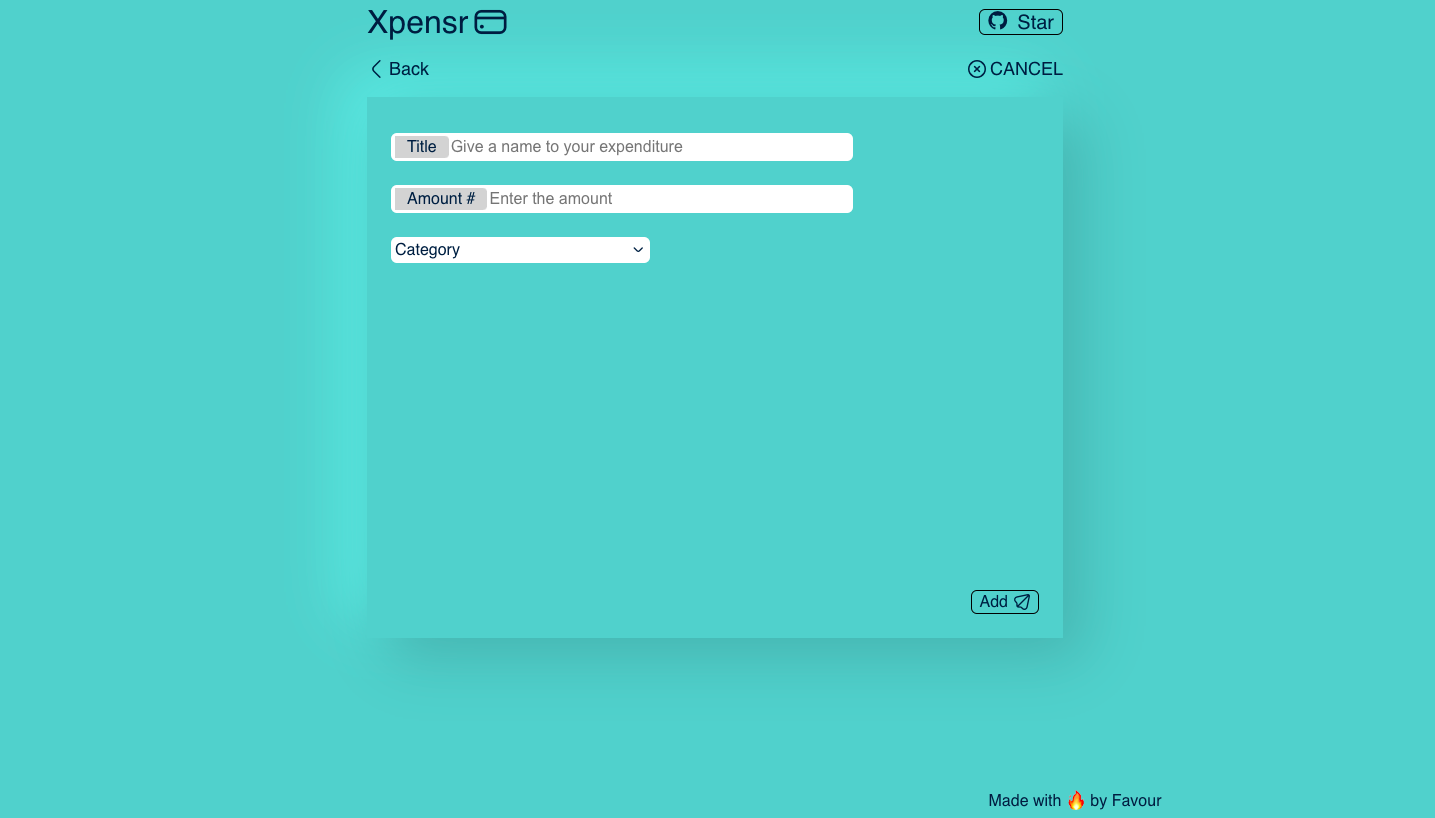 Xpensr
Star
Back
CANCEL
Title Give a name to your expenditure
Amount # Enter the amount
Category
Add
Made with 🔥 by Favour